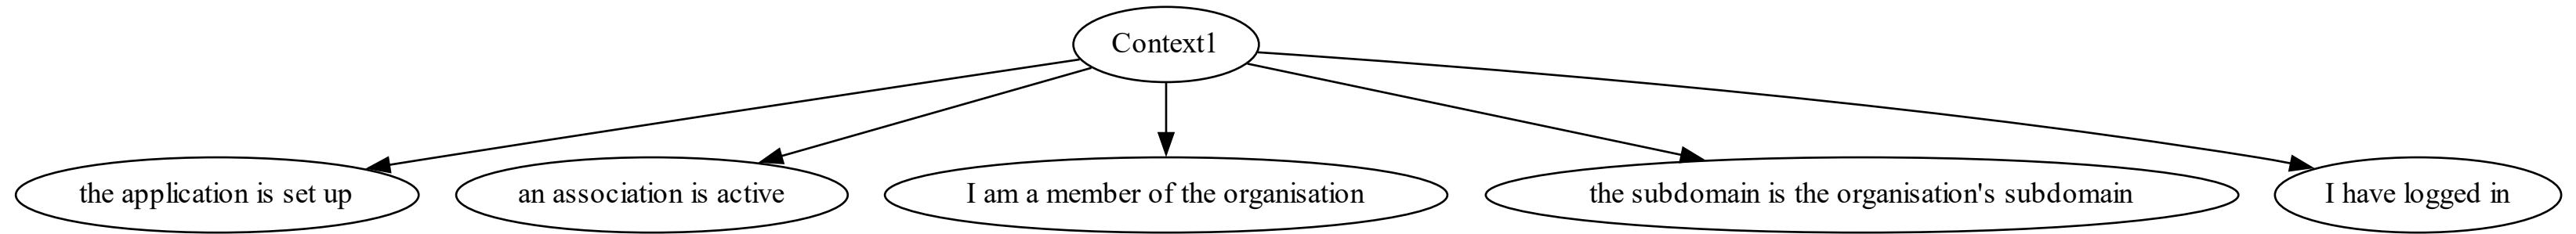 Context1
the application is set up
an association is active
I am a member of the organisation
the subdomain is the organisation's subdomain
I have logged in